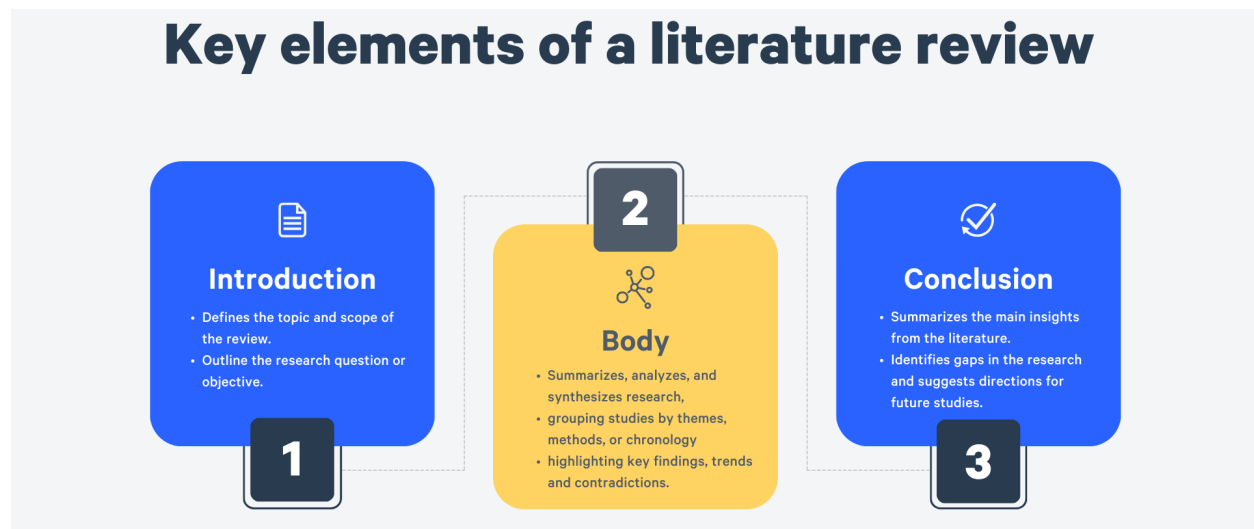 Key elements of a literature review
1
Introduction
• Defines the topic and scope of
the review.
• Outline the research question or
objective.
2
Body
• Summarizes, analyzes, and
synthesizes research,
• grouping studies by themes,
methods, or chronology
• highlighting key findings, trends
and contradictions.
3
Conclusion
• Summarizes the main insights
from the literature.
• Identifies gaps in the research
and suggests directions for
future studies.